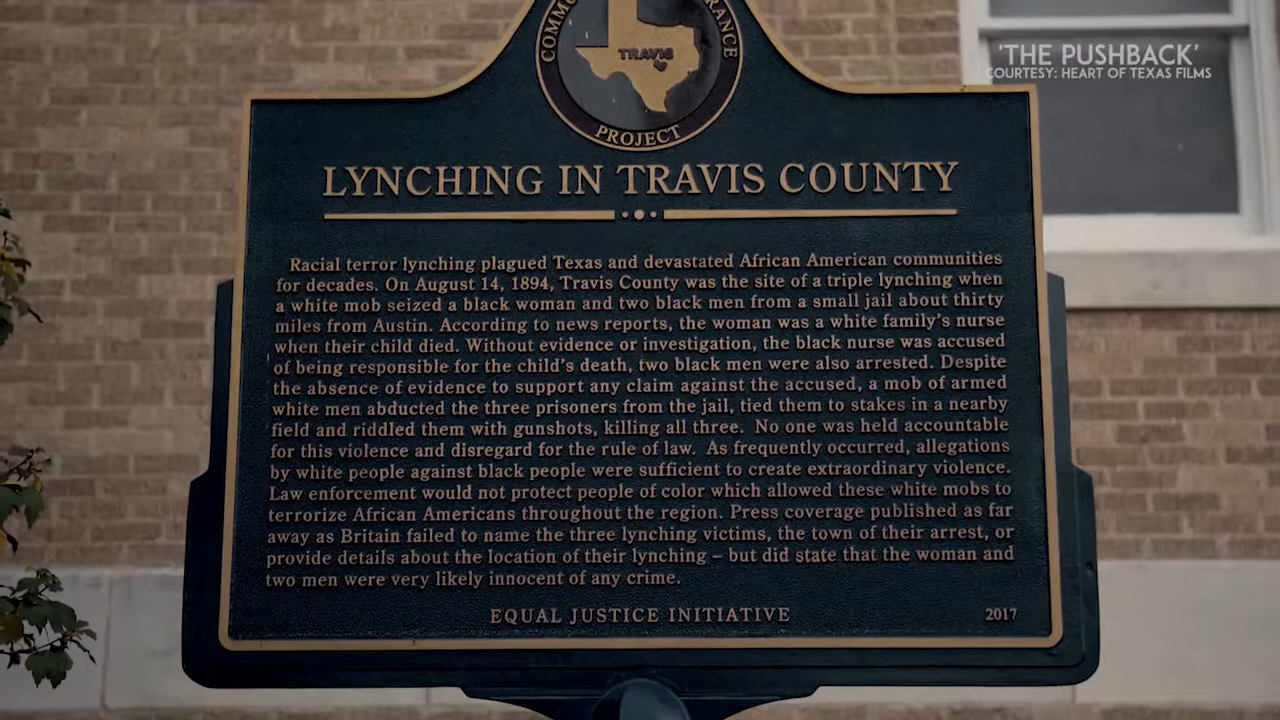 'THE PUSHBACK'
COURTESY: HEART OF TEXAS FILMS
TRAVIS
PROJECT
LYNCHING IN TRAVIS COUNTY
Racial terror lynching plagued Texas and devastated African American communities
for decades. On August 14, 1894, Travis County was the site of a triple lynching when
a white mob seized a black woman and two black men from a small jail about thirty
miles from Austin. According to news reports, the woman was a white family's nurse
when their child died. Without evidence or investigation, the black nurse was accused
of being responsible for the child's death, two black men were also arrested. Despite
the absence of evidence to support any claim against the accused, a mob of armed
white men abducted the three prisoners from the jail, tied them to stakes in a nearby
field and riddled them with gunshots, killing all three. No one was held accountable
for this violence and disregard for the rule of law. As frequently occurred, allegations
by white people against black people were sufficient to create extraordinary violence.
Law enforcement would not protect people of color which allowed these white mobs to
terrorize African Americans throughout the region. Press coverage published as far
away as Britain failed to name the three lynching victims, the town of their arrest, or
provide details about the location of their lynching – but did state that the woman and
two men were very likely innocent of any crime.
EQUAL JUSTICE INITIATIVE 2017